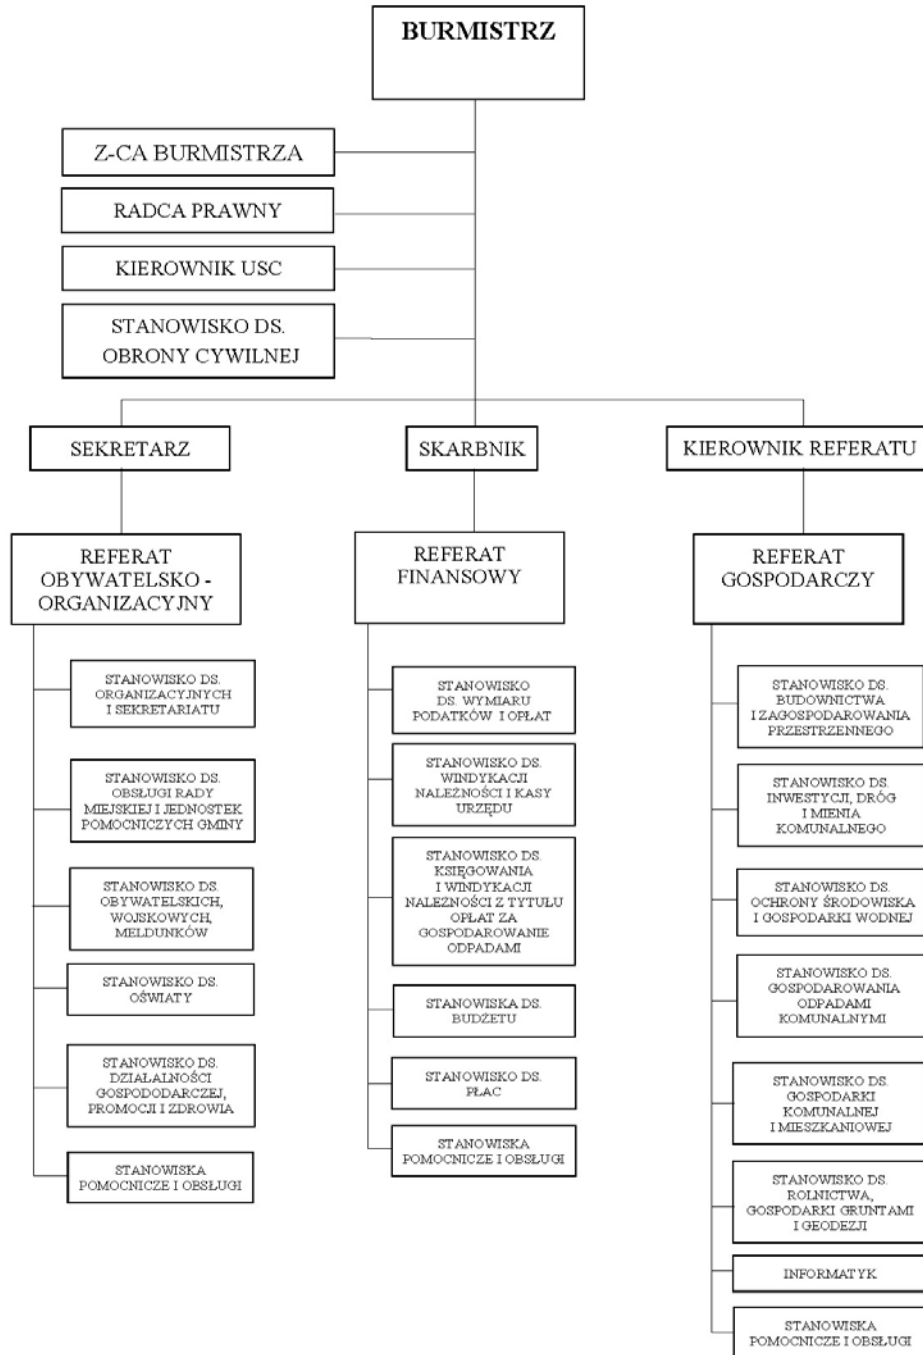 BURMISTRZ
Z-CA BURMISTRZA
RADCA PRAWNY
KIEROWNIK USC
STANOWISKO DS.
OBRONY CYWILNEJ
SEKRETARZ
SKARBNIK
KIEROWNIK REFERATU
REFERAT
OBYWATELSKO -
ORGANIZACYJNY
REFERAT
FINANSOWY
REFERAT
GOSPODARCZY
STANOWISKO DS.
ORGANIZACYJNYCH
I SEKRETARIATU
STANOWISKO DS.
OBSŁUGI RADY
MIEJSKIEJ I JEDNOSTEK
POMOCNICZYCH GMINY
STANOWISKO DS.
OBYWATELSKICH,
WOJSKOWYCH,
MELDUNKÓW
STANOWISKO DS.
OŚWIATY
STANOWISKO DS.
DZIAŁALNOŚCI
GOSPODODARCZEJ,
PROMOCJI I ZDROWIA
STANOWISKA
POMOCNICZE I OBSŁUGI
STANOWISKO
DS. WYMIARU
PODATKÓW I OPŁAT
STANOWISKO DS.
WINDYKACJI
NALEŻNOŚCI I KASY
URZĘDU
STANOWISKO DS.
KSIĘGOWANIA
I WINDYKACJI
NALEŻNOŚCI Z TYTUŁU
OPŁAT ZA
GOSPODAROWANIE
ODPADAMI
STANOWISKA DS.
BUDŻETU
STANOWISKO DS.
PŁAC
STANOWISKA
POMOCNICZE I OBSŁUGI
STANOWISKO DS.
BUDOWNICTWA
I ZAGOSPODAROWANIA
PRZESTRZENNEGO
STANOWISKO DS.
INWESTYCJI, DRÓG
I MIENIA
KOMUNALNEGO
STANOWISKO DS.
OCHRONY ŚRODOWISKA
I GOSPODARKI WODNEJ
STANOWISKO DS.
GOSPODAROWANIA
ODPADAMI
KOMUNALNYMI
STANOWISKO DS.
GOSPODARKI
KOMUNALNEJ
I MIESZKANIOWEJ
STANOWISKO DS.
ROLNICTWA,
GOSPODARKI GRUNTAMI
I GEODEZJI
INFORMATYK
STANOWISKA
POMOCNICZE I OBSŁUGI